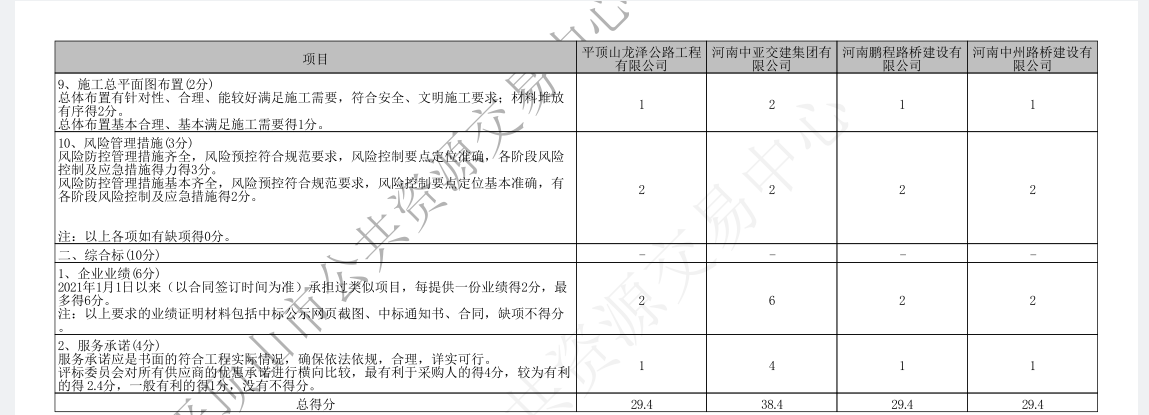 项目 平顶山龙泽公路工程有限公司 河南中亚交建集团有限公司 河南鹏程路桥建设有限公司 河南中州路桥建设有限公司
9、施工总平面图布置(2分)
总体布置有针对性、合理、能较好满足施工需要，符合安全、文明施工要求；材料堆放
有序得2分。
总体布置基本合理、基本满足施工需要得1分。
1 2 1 1
10、风险管理措施(3分)
风险防控管理措施齐全，风险预控符合规范要求，风险控制要点定位准确，各阶段风险
控制及应急措施得力得3分。
风险防控管理措施基本齐全，风险预控符合规范要求，风险控制要点定位基本准确，有
各阶段风险控制及应急措施得2分。
注：以上各项如有缺项得0分。
2 2 2 2
二、综合标(10分) — — — —
1、企业业绩(6分)
2021年1月1日以来（以合同签订时间为准）承担过类似项目，每提供一份业绩得2分，最
多得6分。
注：以上要求的业绩证明材料包括中标公示网页截图、中标通知书、合同，缺项不得分
。
2 6 2 2
2、服务承诺(4分)
服务承诺应是书面的符合工程实际情况，确保依法依规，合理，详实可行。
评标委员会对所有供应商的优惠承诺进行横向比较，最有利于采购人的得4分，较为有利
的得 2.4分，一般有利的得1分，没有不得分。
1 4 1 1
总得分 29.4 38.4 29.4 29.4
平顶山市公共资源交易中心
公共资源交易中心